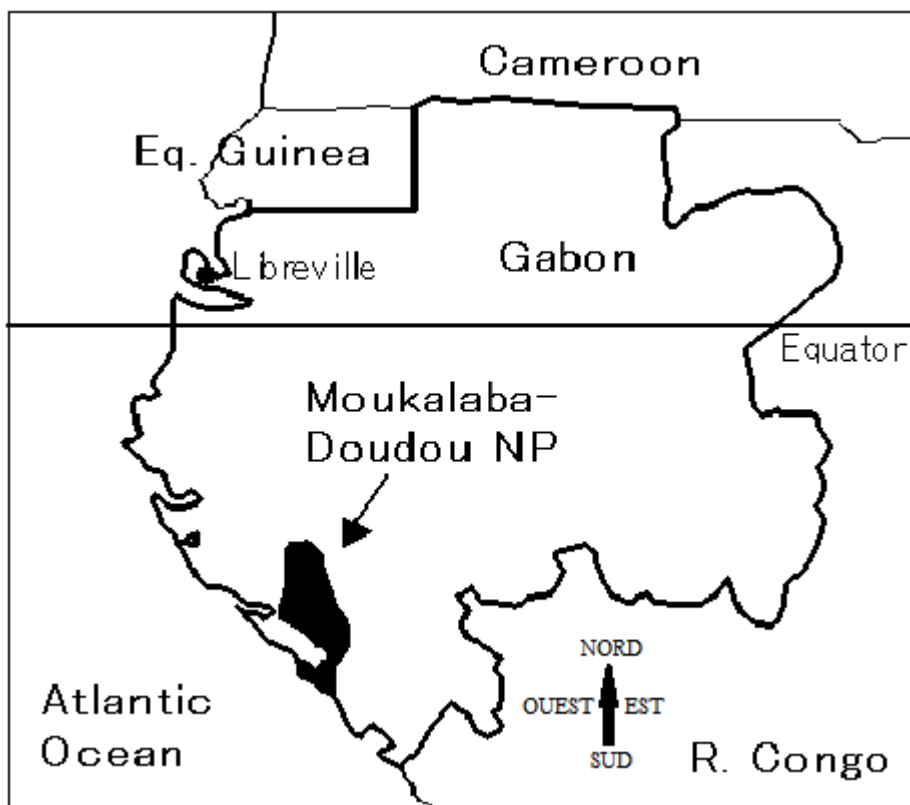 Cameroon
Eq. Guinea
Gabon
Libreville
Equator
Moukalaba-
Doudou NP
NORD
OUEST EST
SUD
Atlantic
Ocean
R. Congo